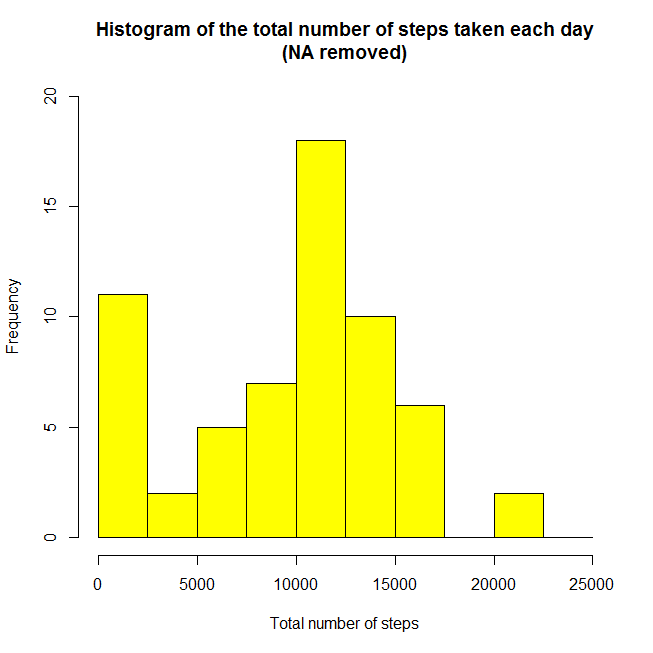 Histogram of the total number of steps taken each day
(NA removed)
20
15
10
5
0
Frequency
0 5000 10000 15000 20000 25000
Total number of steps